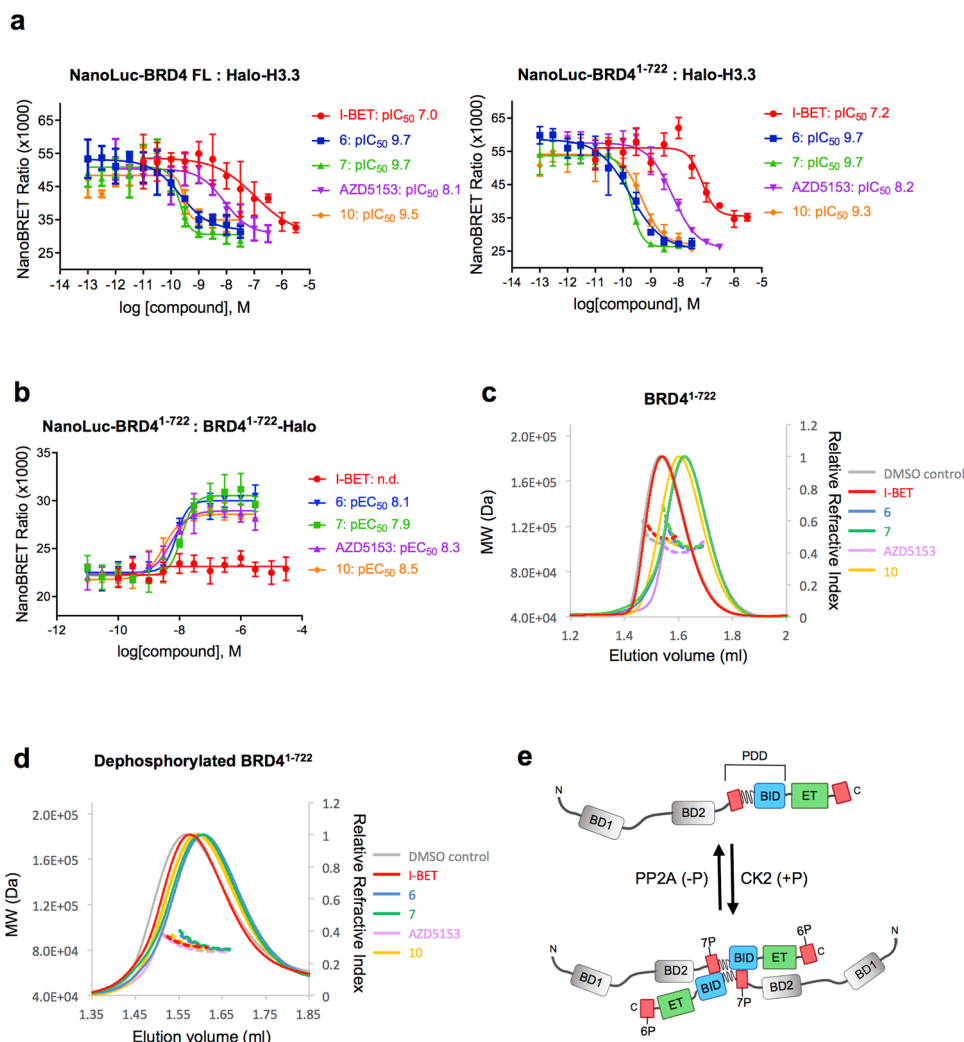 a
NanoLuc-BRD4 FL : Halo-H3.3
NanoBRET Ratio (x1000)
65
55
45
35
25
-14 -13 -12 -11 -10 -9 -8 -7 -6 -5
log [compound], M
I-BET: pIC50 7.0
6: pIC50 9.7
7: pIC50 9.7
AZD5153: pIC50 8.1
10: pIC50 9.5
NanoLuc-BRD4^1-722 : Halo-H3.3
NanoBRET Ratio (x1000)
65
55
45
35
25
-14 -13 -12 -11 -10 -9 -8 -7 -6 -5
log[compound], M
I-BET: pIC50 7.2
6: pIC50 9.7
7: pIC50 9.7
AZD5153: pIC50 8.2
10: pIC50 9.3
b
NanoLuc-BRD4^1-722 : BRD4^1-722-Halo
NanoBRET Ratio (x1000)
35
30
25
20
-12 -10 -8 -6 -4
log[compound], M
I-BET: n.d.
6: pEC50 8.1
7: pEC50 7.9
AZD5153: pEC50 8.3
10: pEC50 8.5
c
BRD4^1-722
MW (Da)
2.0E+05
1.6E+05
1.2E+05
8.0E+04
4.0E+04
1.2 1.4 1.6 1.8 2
Elution volume (ml)
1.2
1
0.8
0.6
0.4
0.2
0
Relative Refractive Index
DMSO control
I-BET
6
7
AZD5153
10
d
Dephosphorylated BRD4^1-722
MW (Da)
2.0E+05
1.6E+05
1.2E+05
8.0E+04
4.0E+04
1.35 1.45 1.55 1.65 1.75 1.85
Elution volume (ml)
1.2
1
0.8
0.6
0.4
0.2
0
Relative Refractive Index
DMSO control
I-BET
6
7
AZD5153
10
e
PDD
N
BD1
BD2
BID
ET
C
PP2A (-P)
CK2 (+P)
N
BD1
BD2
7P
BID
ET
6P
C
N
BD1
BD2
7P
BID
ET
C
6P